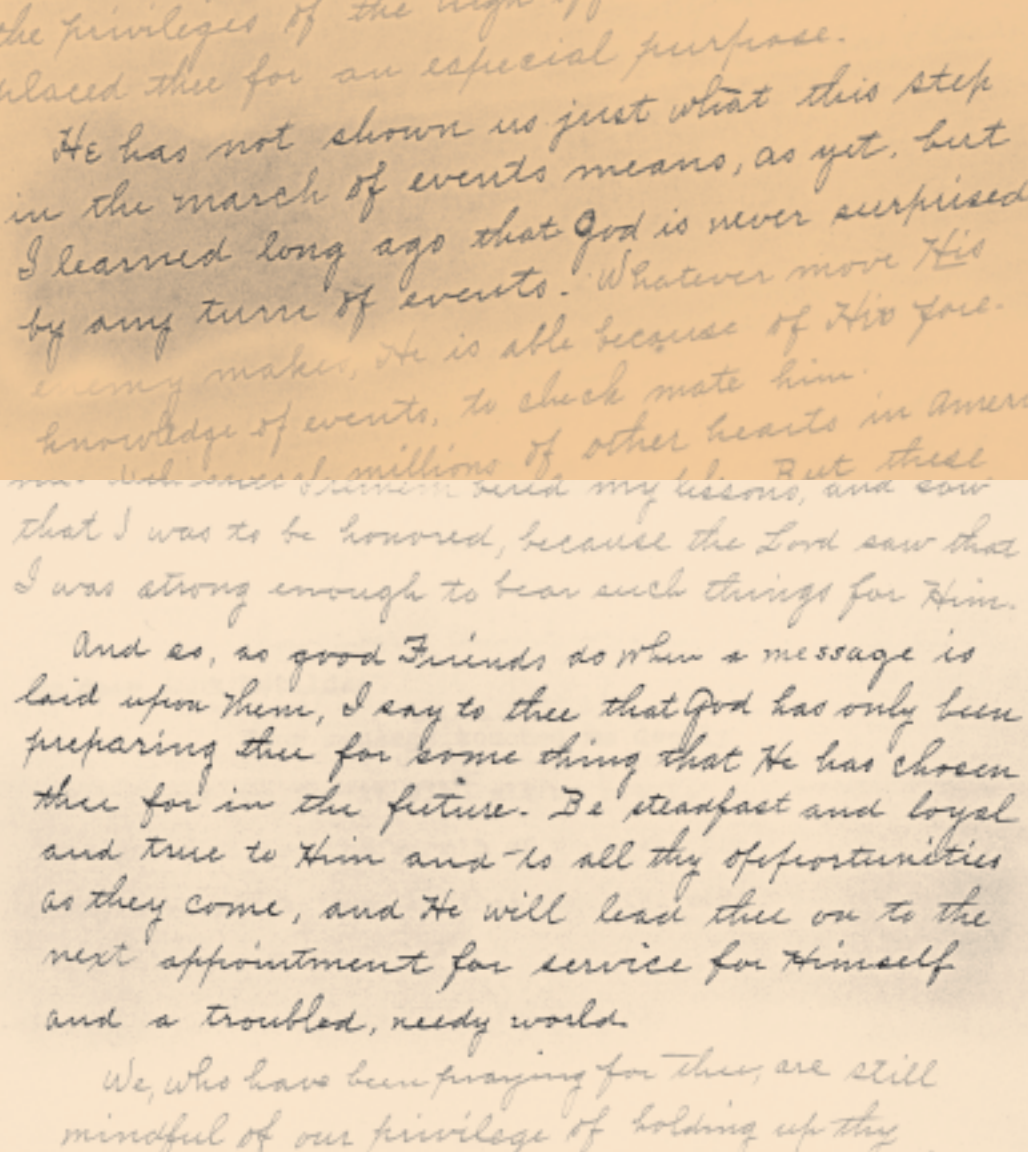 the privileges of the high
placed thee for an especial purpose.
He has not shown us just what this step
in the march of events means, as yet, but
I learned long ago that God is never surprised
by any turn of events. Whatever move His
enemy makes, He is able because of His fore-
knowledge of events, to check mate him.
millions of other hearts in Ameri
But these
my lessons, and saw
that I was to be honored, because the Lord saw that
I was strong enough to bear such things for Him.
And so, as good Friends do when a message is
laid upon them, I say to thee that God has only been
preparing thee for some thing that He has chosen
thee for in the future. Be steadfast and loyal
and true to Him and to all thy opportunities
as they come, and He will lead thee on to the
next appointment for service for Himself
and a troubled, needy world.
We, who have been praying for thee, are still
mindful of our privilege of holding up thy